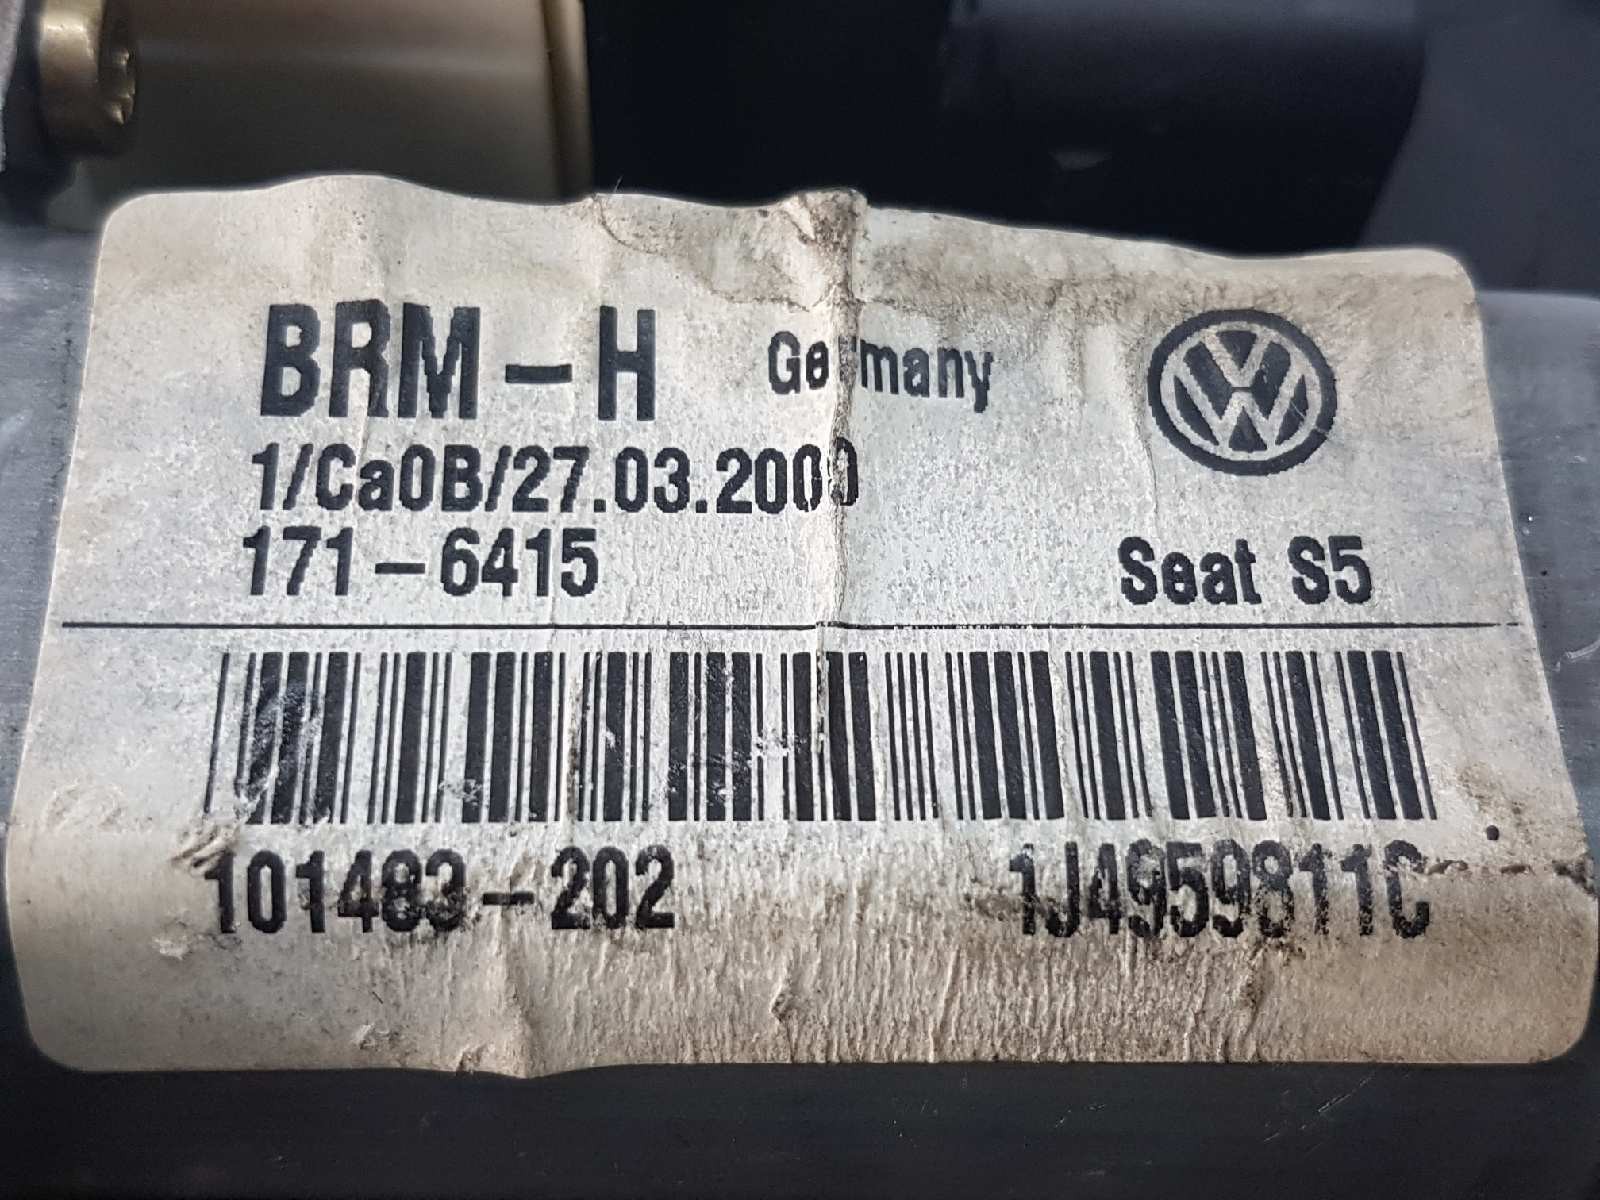 BRM-H Germany
1/Ca0B/27.03.2000
171-6415 Seat S5
101483-202 1J4959811C